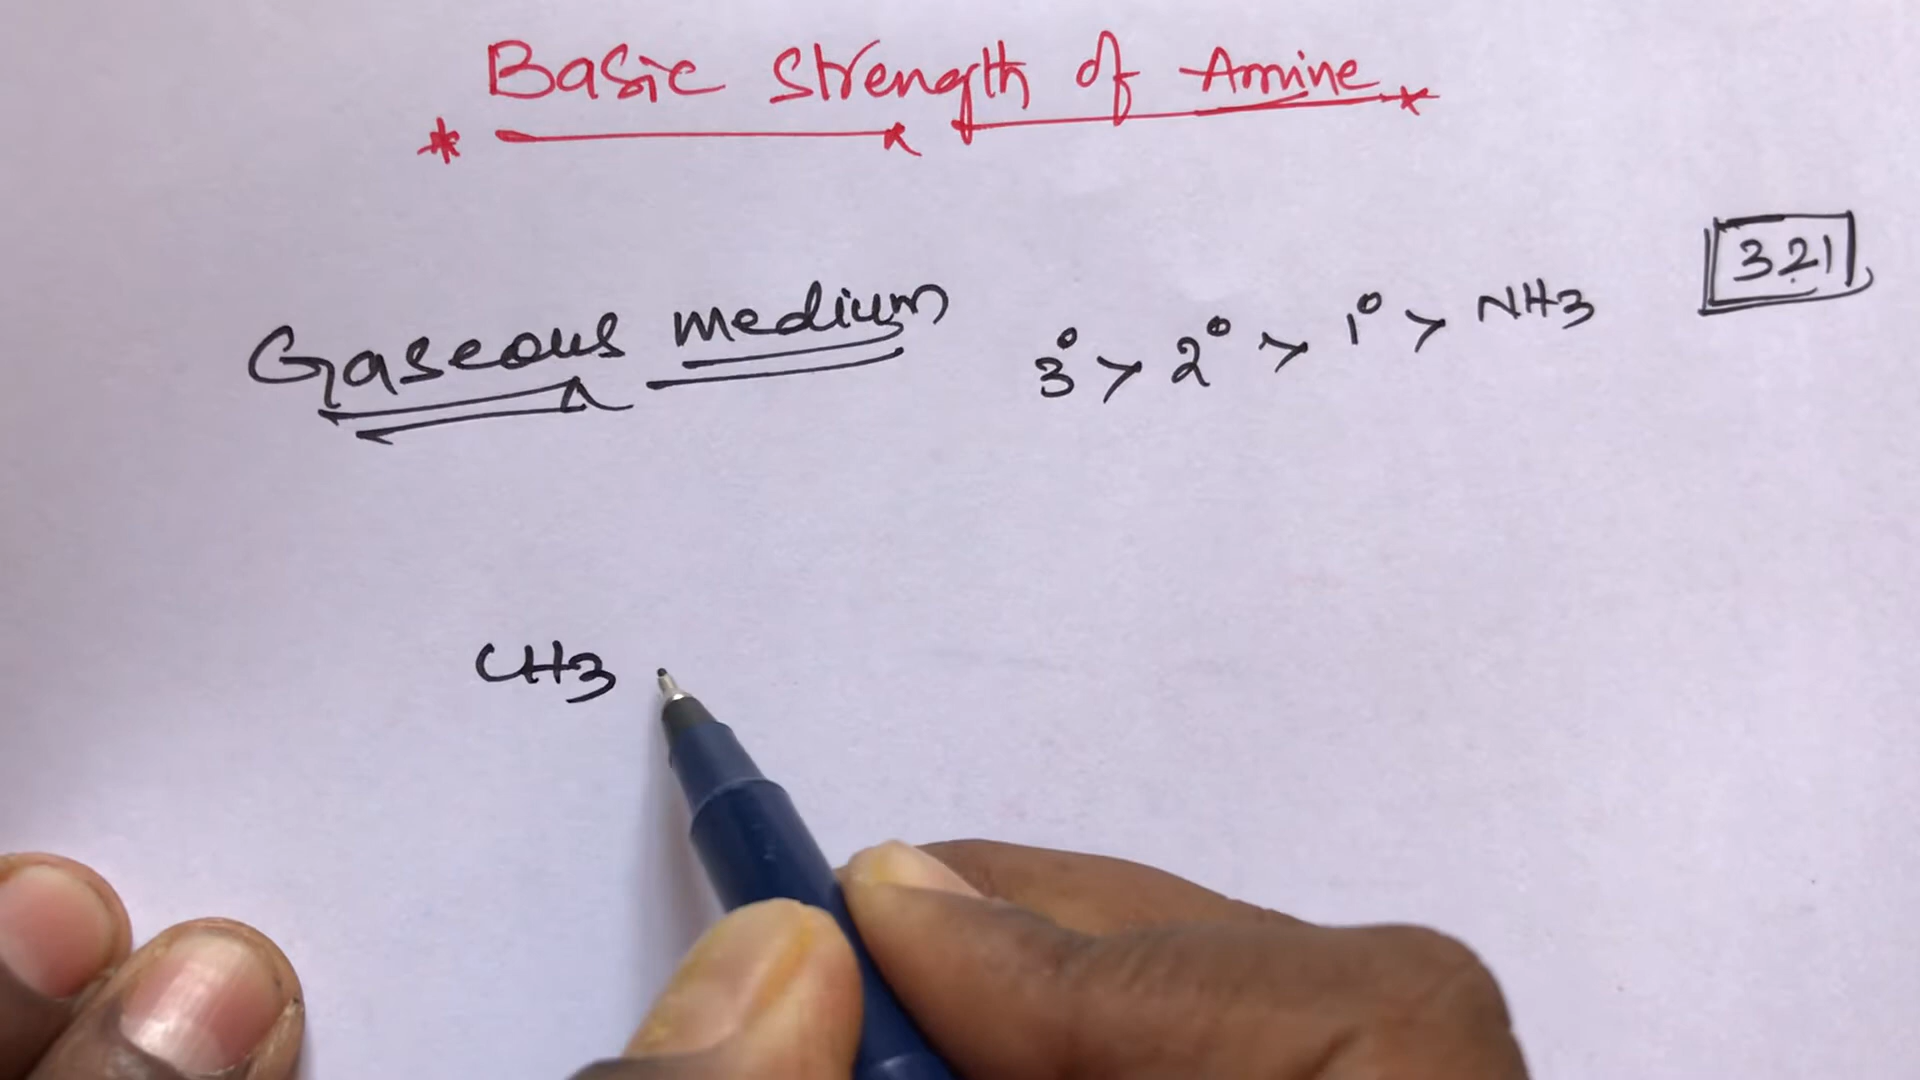 Basic Strength of Amine
Gaseous medium 3° > 2° > 1° > NH3 321
CH3